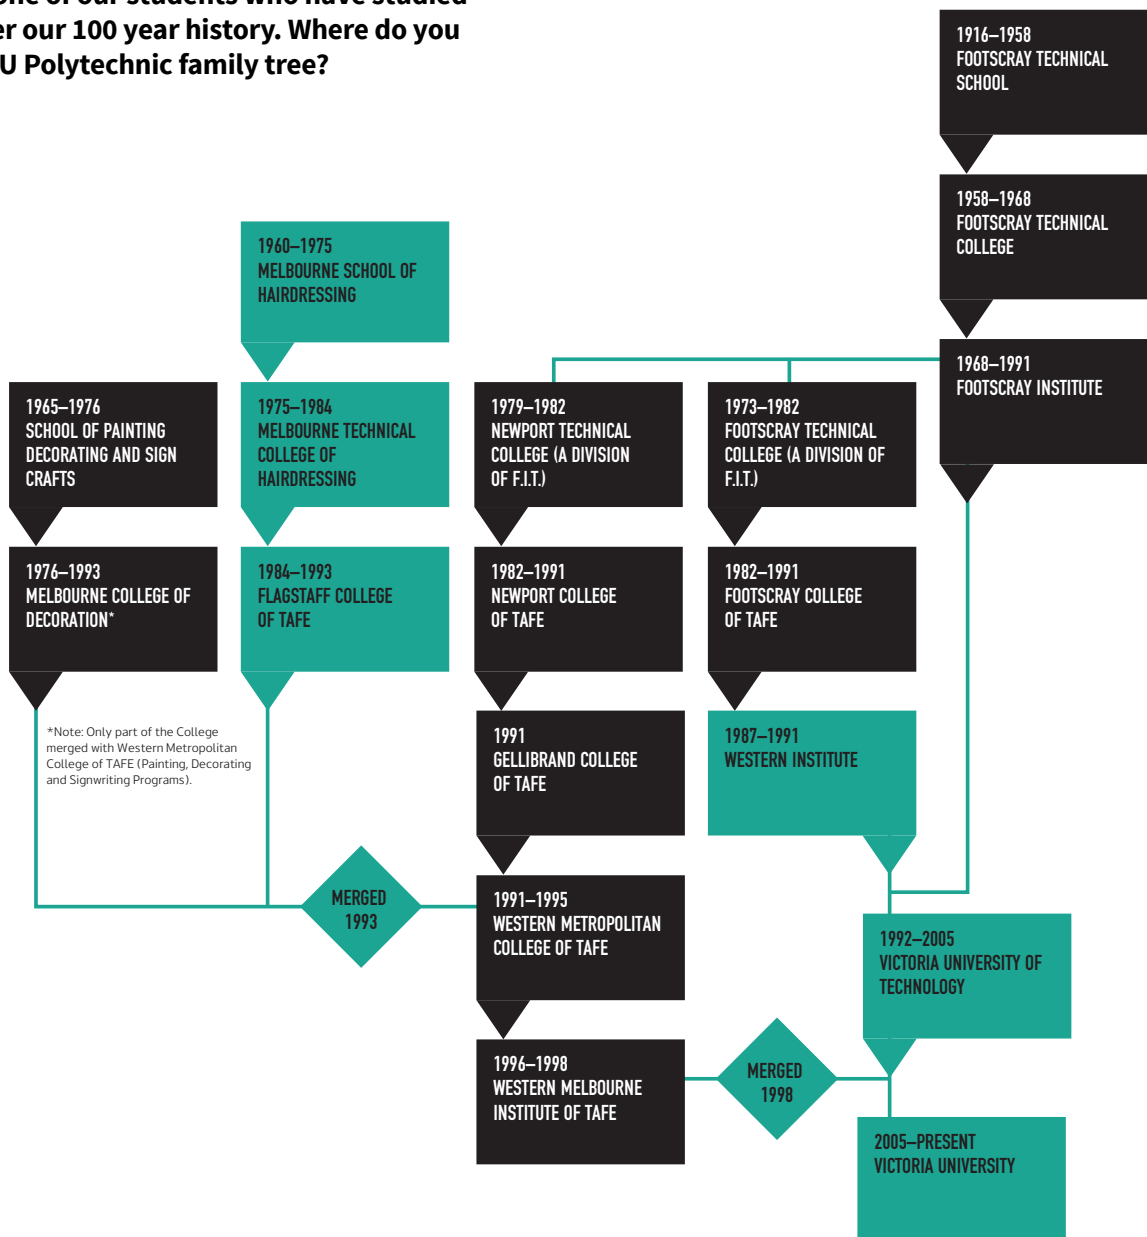 one of our students who have studied
er our 100 year history. Where do you
U Polytechnic family tree?
1916–1958
FOOTSCRAY TECHNICAL
SCHOOL
1958–1968
FOOTSCRAY TECHNICAL
COLLEGE
1960–1975
MELBOURNE SCHOOL OF
HAIRDRESSING
1968–1991
FOOTSCRAY INSTITUTE
1965–1976
SCHOOL OF PAINTING
DECORATING AND SIGN
CRAFTS
1975–1984
MELBOURNE TECHNICAL
COLLEGE OF
HAIRDRESSING
1979–1982
NEWPORT TECHNICAL
COLLEGE (A DIVISION
OF F.I.T.)
1973–1982
FOOTSCRAY TECHNICAL
COLLEGE (A DIVISION OF
F.I.T.)
1976–1993
MELBOURNE COLLEGE OF
DECORATION*
1984–1993
FLAGSTAFF COLLEGE
OF TAFE
1982–1991
NEWPORT COLLEGE
OF TAFE
1982–1991
FOOTSCRAY COLLEGE
OF TAFE
*Note: Only part of the College
merged with Western Metropolitan
College of TAFE (Painting, Decorating
and Signwriting Programs).
1991
GELLIBRAND COLLEGE
OF TAFE
1987–1991
WESTERN INSTITUTE
MERGED
1993
1991–1995
WESTERN METROPOLITAN
COLLEGE OF TAFE
1992–2005
VICTORIA UNIVERSITY OF
TECHNOLOGY
1996–1998
WESTERN MELBOURNE
INSTITUTE OF TAFE
MERGED
1998
2005–PRESENT
VICTORIA UNIVERSITY